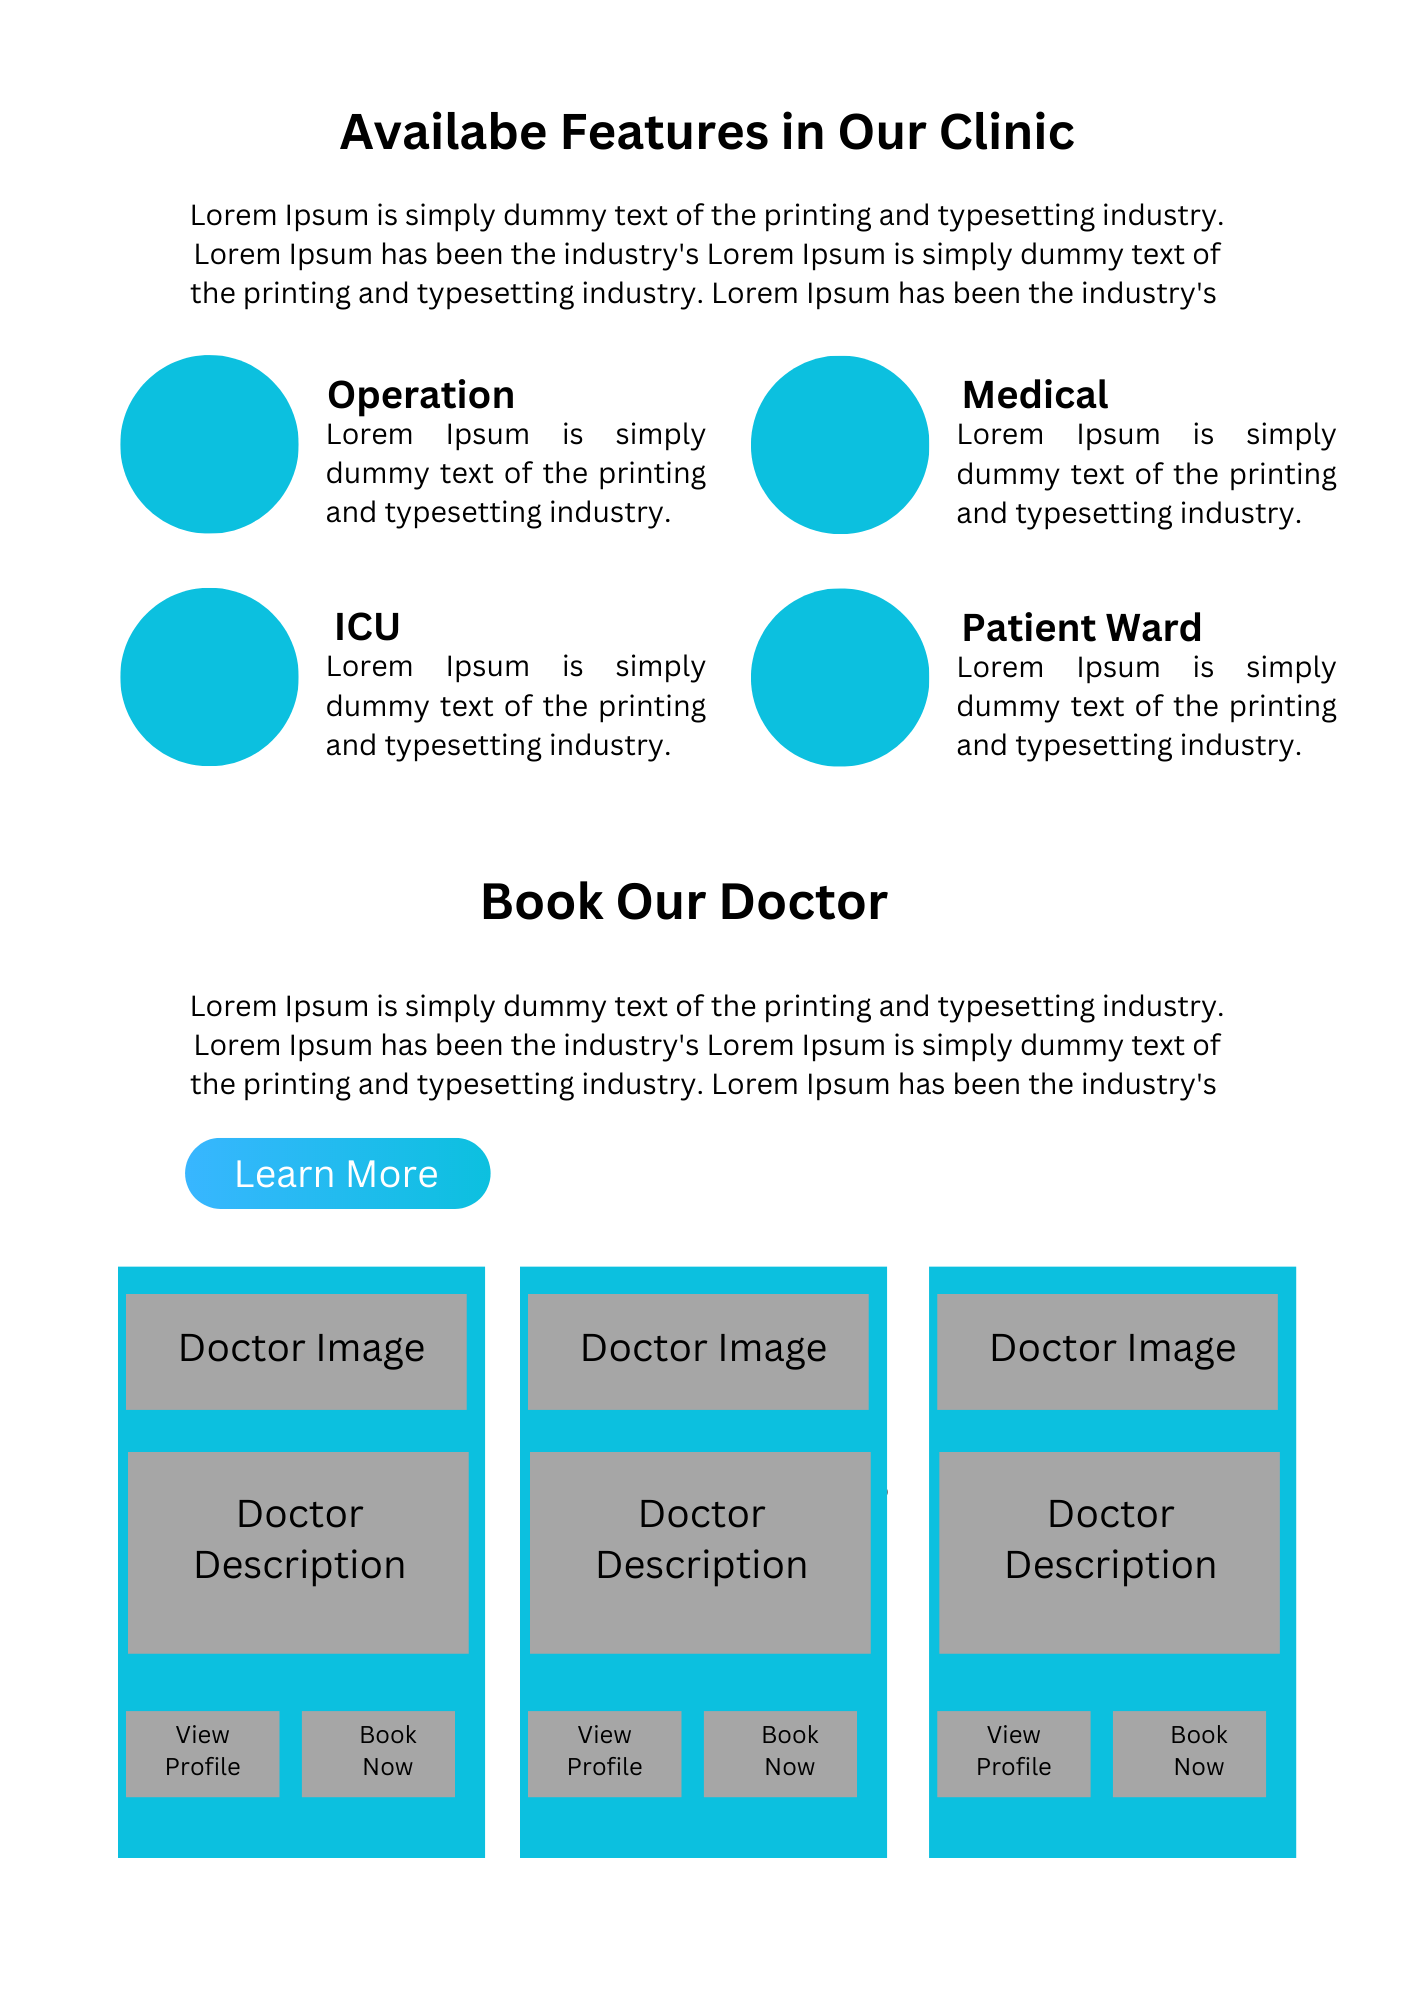 Availabe Features in Our Clinic
Lorem Ipsum is simply dummy text of the printing and typesetting industry.
Lorem Ipsum has been the industry's Lorem Ipsum is simply dummy text of
the printing and typesetting industry. Lorem Ipsum has been the industry's
Operation
Lorem Ipsum is simply
dummy text of the printing
and typesetting industry.
Medical
Lorem Ipsum is simply
dummy text of the printing
and typesetting industry.
ICU
Lorem Ipsum is simply
dummy text of the printing
and typesetting industry.
Patient Ward
Lorem Ipsum is simply
dummy text of the printing
and typesetting industry.
Book Our Doctor
Lorem Ipsum is simply dummy text of the printing and typesetting industry.
Lorem Ipsum has been the industry's Lorem Ipsum is simply dummy text of
the printing and typesetting industry. Lorem Ipsum has been the industry's
Learn More
Doctor Image
Doctor
Description
View
Profile
Book
Now
Doctor Image
Doctor
Description
View
Profile
Book
Now
Doctor Image
Doctor
Description
View
Profile
Book
Now